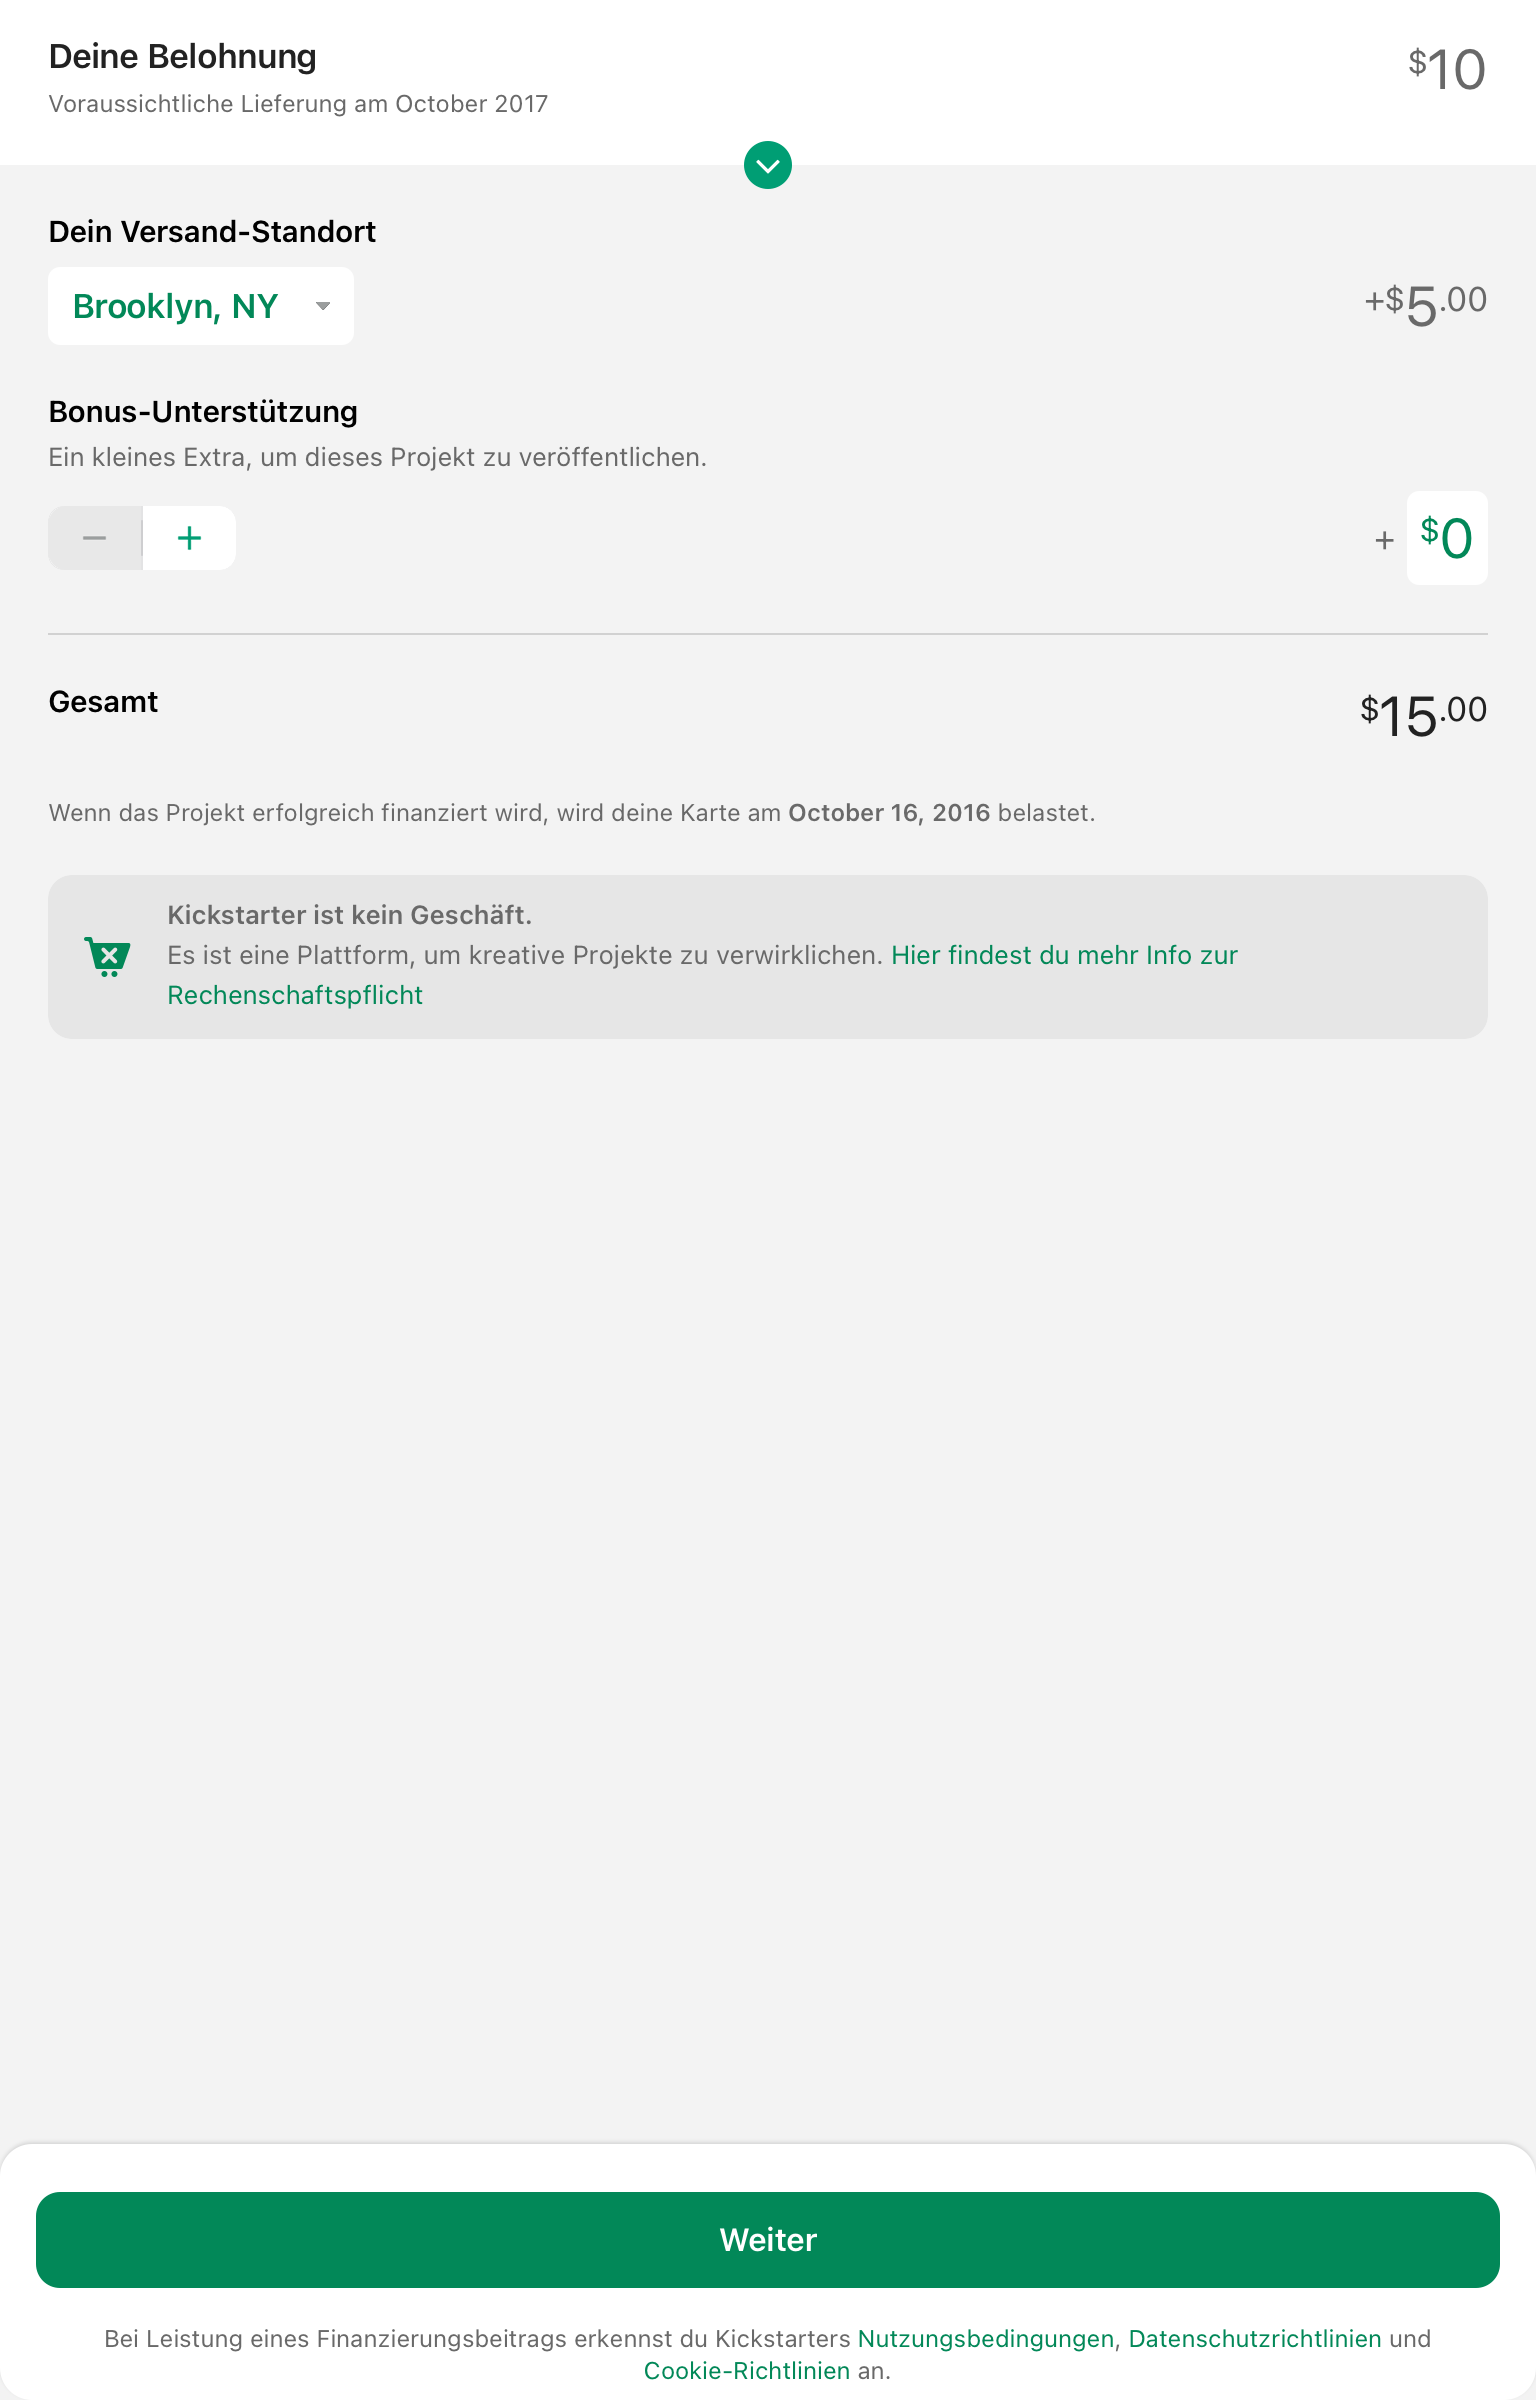 Deine Belohnung
$10
Voraussichtliche Lieferung am October 2017
Dein Versand-Standort
Brooklyn, NY
+$5.00
Bonus-Unterstützung
Ein kleines Extra, um dieses Projekt zu veröffentlichen.
+ $0
Gesamt
$15.00
Wenn das Projekt erfolgreich finanziert wird, wird deine Karte am October 16, 2016 belastet.
Kickstarter ist kein Geschäft.
Es ist eine Plattform, um kreative Projekte zu verwirklichen. Hier findest du mehr Info zur
Rechenschaftspflicht
Weiter
Bei Leistung eines Finanzierungsbeitrags erkennst du Kickstarters Nutzungsbedingungen, Datenschutzrichtlinien und
Cookie-Richtlinien an.